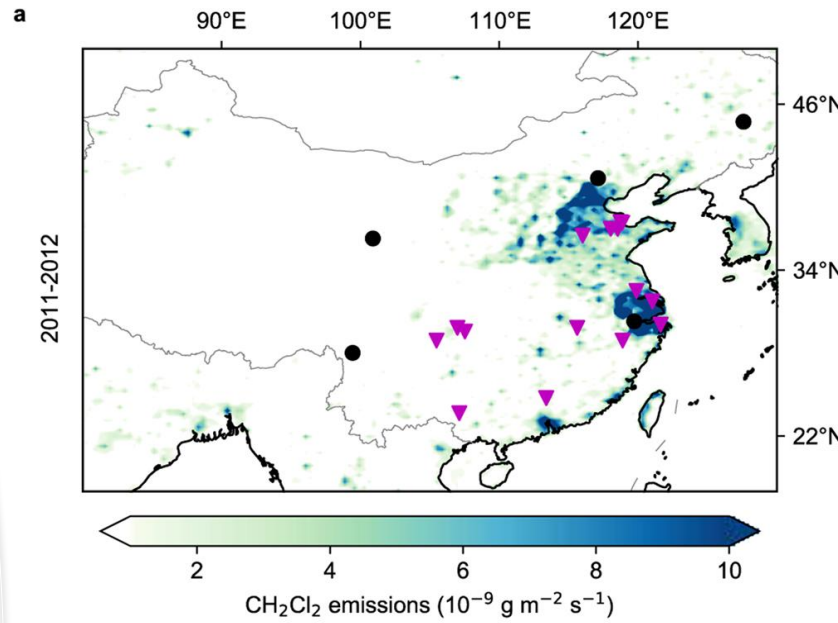 a
90°E 100°E 110°E 120°E
46°N
34°N
22°N
2011-2012
2 4 6 8 10
CH₂Cl₂ emissions (10⁻⁹ g m⁻² s⁻¹)